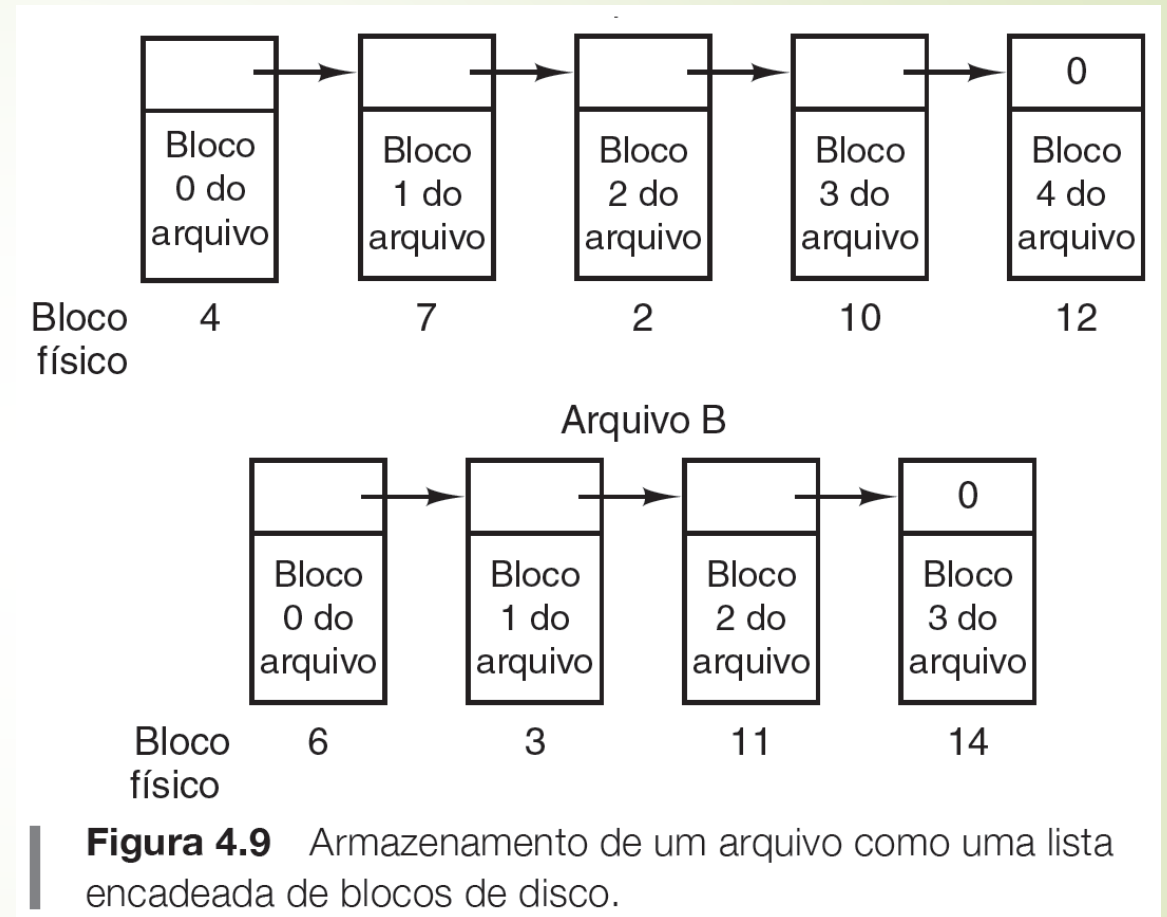 0
Bloco Bloco Bloco Bloco Bloco
0 do 1 do 2 do 3 do 4 do
arquivo arquivo arquivo arquivo arquivo
Bloco 4 7 2 10 12
físico
Arquivo B
0
Bloco Bloco Bloco Bloco
0 do 1 do 2 do 3 do
arquivo arquivo arquivo arquivo
Bloco 6 3 11 14
físico
Figura 4.9 Armazenamento de um arquivo como uma lista
encadeada de blocos de disco.